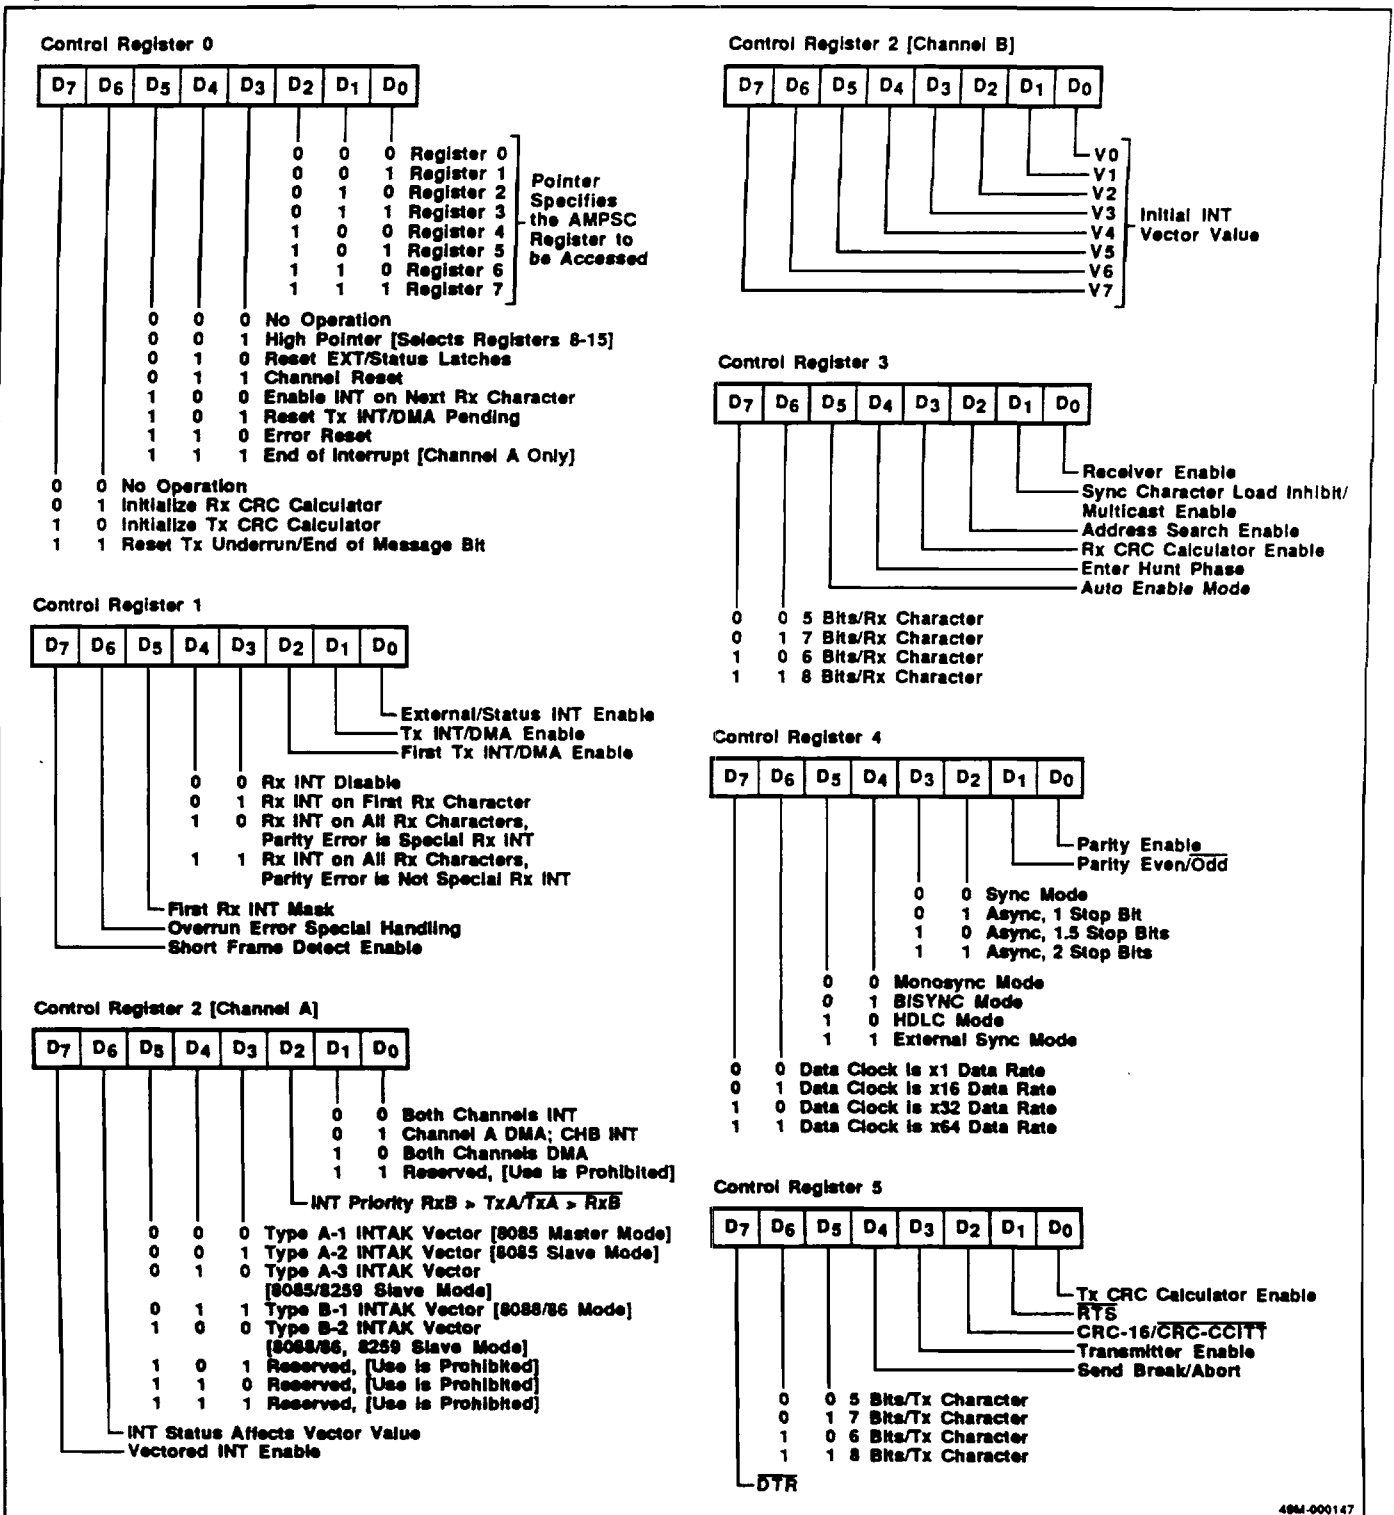 Control Register 0
D7 D6 D5 D4 D3 D2 D1 D0
0 0 0 Register 0
0 0 1 Register 1
0 1 0 Register 2
0 1 1 Register 3
1 0 0 Register 4
1 0 1 Register 5
1 1 0 Register 6
1 1 1 Register 7
Pointer
Specifies
the AMPSC
Register to
be Accessed
0 0 0 No Operation
0 0 1 High Pointer [Selects Registers 8-15]
0 1 0 Reset EXT/Status Latches
0 1 1 Channel Reset
1 0 0 Enable INT on Next Rx Character
1 0 1 Reset Tx INT/DMA Pending
1 1 0 Error Reset
1 1 1 End of Interrupt [Channel A Only]
0 0 No Operation
0 1 Initialize Rx CRC Calculator
1 0 Initialize Tx CRC Calculator
1 1 Reset Tx Underrun/End of Message Bit
Control Register 1
D7 D6 D5 D4 D3 D2 D1 D0
External/Status INT Enable
Tx INT/DMA Enable
First Tx INT/DMA Enable
0 0 Rx INT Disable
0 1 Rx INT on First Rx Character
1 0 Rx INT on All Rx Characters,
Parity Error is Special Rx INT
1 1 Rx INT on All Rx Characters,
Parity Error is Not Special Rx INT
First Rx INT Mask
Overrun Error Special Handling
Short Frame Detect Enable
Control Register 2 [Channel A]
D7 D6 D5 D4 D3 D2 D1 D0
0 0 Both Channels INT
0 1 Channel A DMA; CHB INT
1 0 Both Channels DMA
1 1 Reserved, [Use is Prohibited]
INT Priority RxB > TxA/TxA > RxB
0 0 0 Type A-1 INTAK Vector [8085 Master Mode]
0 0 1 Type A-2 INTAK Vector [8085 Slave Mode]
0 1 0 Type A-3 INTAK Vector
[8085/8259 Slave Mode]
0 1 1 Type B-1 INTAK Vector [8088/86 Mode]
1 0 0 Type B-2 INTAK Vector
[8088/86, 8259 Slave Mode]
1 0 1 Reserved, [Use is Prohibited]
1 1 0 Reserved, [Use is Prohibited]
1 1 1 Reserved, [Use is Prohibited]
INT Status Affects Vector Value
Vectored INT Enable
Control Register 2 [Channel B]
D7 D6 D5 D4 D3 D2 D1 D0
V0
V1
V2
V3
V4
V5
V6
V7
Initial INT
Vector Value
Control Register 3
D7 D6 D5 D4 D3 D2 D1 D0
Receiver Enable
Sync Character Load Inhibit/
Multicast Enable
Address Search Enable
Rx CRC Calculator Enable
Enter Hunt Phase
Auto Enable Mode
0 0 5 Bits/Rx Character
0 1 7 Bits/Rx Character
1 0 6 Bits/Rx Character
1 1 8 Bits/Rx Character
Control Register 4
D7 D6 D5 D4 D3 D2 D1 D0
Parity Enable
Parity Even/Odd
0 0 Sync Mode
0 1 Async, 1 Stop Bit
1 0 Async, 1.5 Stop Bits
1 1 Async, 2 Stop Bits
0 0 Monosync Mode
0 1 BISYNC Mode
1 0 HDLC Mode
1 1 External Sync Mode
0 0 Data Clock is x1 Data Rate
0 1 Data Clock is x16 Data Rate
1 0 Data Clock is x32 Data Rate
1 1 Data Clock is x64 Data Rate
Control Register 5
D7 D6 D5 D4 D3 D2 D1 D0
Tx CRC Calculator Enable
RTS
CRC-16/CRC-CCITT
Transmitter Enable
Send Break/Abort
0 0 5 Bits/Tx Character
0 1 7 Bits/Tx Character
1 0 6 Bits/Tx Character
1 1 8 Bits/Tx Character
DTR
49M-000147